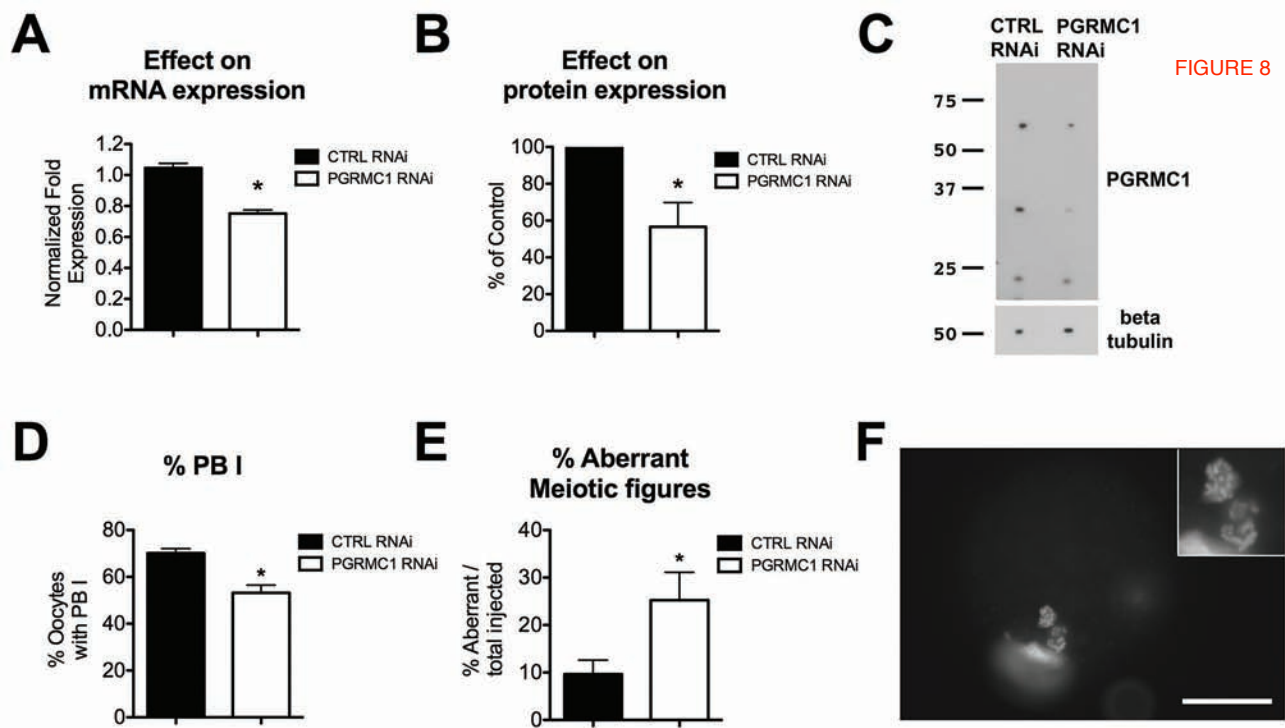 A
Effect on
mRNA expression
Normalized Fold
Expression
1.2
1.0
0.8
0.6
0.4
0.2
0.0
*
CTRL RNAi
PGRMC1 RNAi
B
Effect on
protein expression
% of Control
100
80
60
40
20
0
*
CTRL RNAi
PGRMC1 RNAi
C
CTRL PGRMC1
RNAi RNAi
FIGURE 8
75
50
37
25
PGRMC1
50
beta
tubulin
D
% PB I
% Oocytes
with PB I
80
60
40
20
0
*
CTRL RNAi
PGRMC1 RNAi
E
% Aberrant
Meiotic figures
% Aberrant /
total injected
40
30
20
10
0
*
CTRL RNAi
PGRMC1 RNAi
F